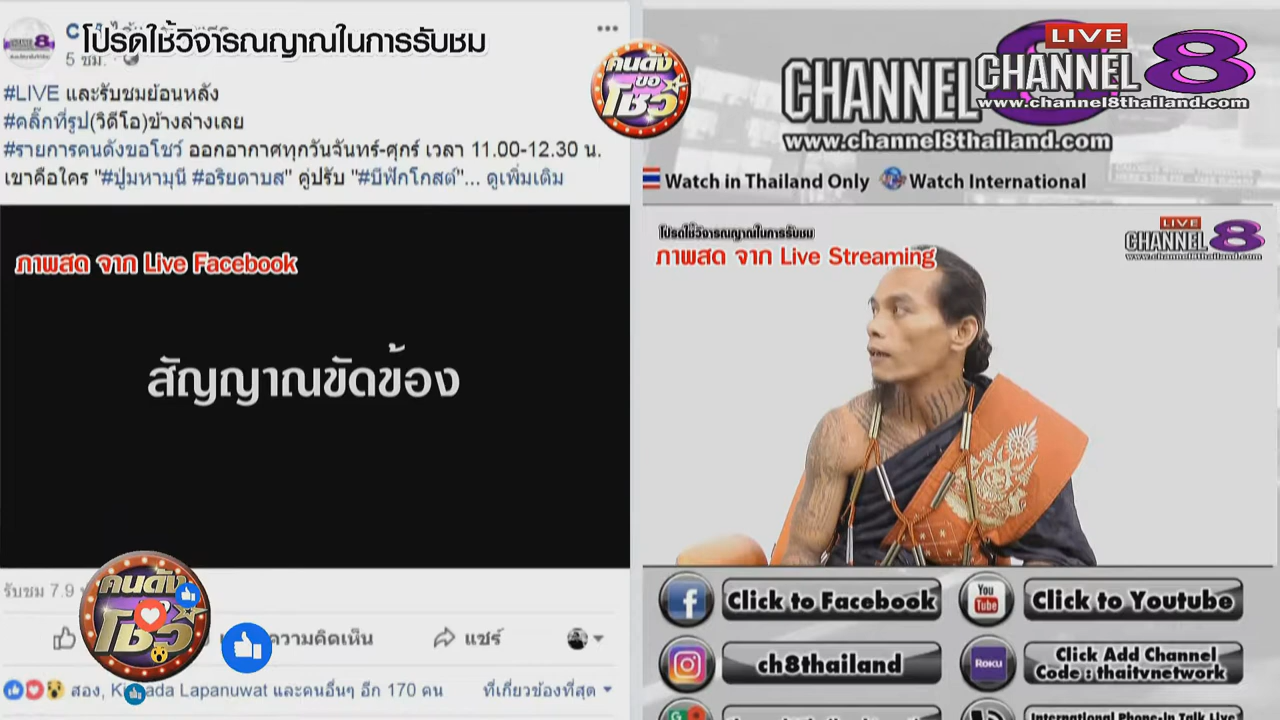 โปรดใช้วิจารณญาณในการรับชม
5 ชม.
#LIVE และรับชมย้อนหลัง
#คลิ๊กที่รูป(วิดีโอ)ข้างล่างเลย
#รายการคนดังขอโชว์ ออกอากาศทุกวันจันทร์-ศุกร์ เวลา 11.00-12.30 น.
เขาคือใคร "#ปู่มหามุนี #อริยดาบส" คู่ปรับ "#บีฟักโกสต์"... ดูเพิ่มเติม
ภาพสด จาก Live Facebook
สัญญาณขัดข้อง
รับชม 7.9
คนดัง
โชว์
ความคิดเห็น
แชร์
สอง, Lapanuwat และคนอื่นๆ อีก 170 คน
ที่เกี่ยวข้องที่สุด
คนดัง
ขอ
โชว์
CHANNEL 8
www.channel8thailand.com
LIVE
CHANNEL 8
www.channel8thailand.com
Watch in Thailand Only
Watch International
โปรดใช้วิจารณญาณในการรับชม
ภาพสด จาก Live Streaming
LIVE
CHANNEL 8
www.channel8thailand.com
Click to Facebook
You Tube
Click to Youtube
ch8thailand
ROKU
Click Add Channel
Code : thaitvnetwork
International Phone-In Talk Live